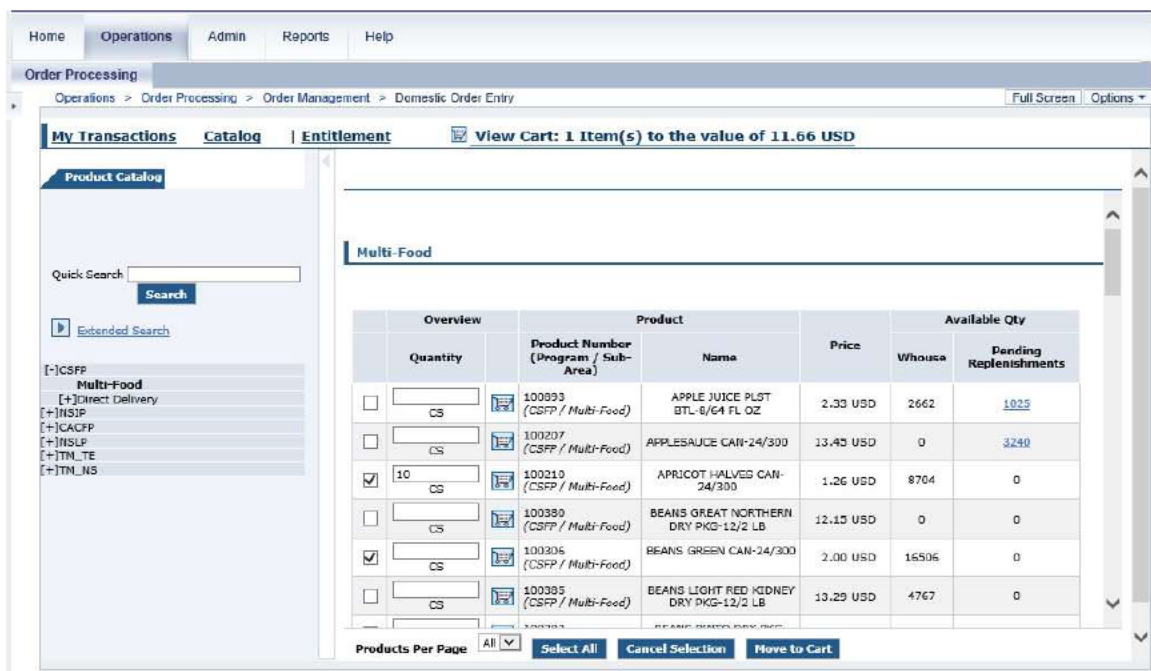 Home Operations Admin Reports Help
Order Processing
Operations > Order Processing > Order Management > Domestic Order Entry Full Screen Options
My Transactions Catalog | Entitlement View Cart: 1 Item(s) to the value of 11.66 USD
Product Catalog
Quick Search
Search
Extended Search
[-]CSFP
Multi-Food
[+]Direct Delivery
[+]NSIP
[+]CACFP
[+]NSLP
[+]TM_TE
[+]TM_NS
Multi-Food
Overview Product Available Qty
Quantity Product Number (Program / Sub-Area) Name Price Whouse Pending Replenishments
CS 100893 (CSFP / Multi-Food) APPLE JUICE PLST BTL-8/64 FL OZ 2.33 USD 2662 1025
CS 100207 (CSFP / Multi-Food) APPLESAUCE CAN-24/300 13.45 USD 0 3240
10 CS 100210 (CSFP / Multi-Food) APRICOT HALVES CAN-24/300 1.26 USD 8704 0
CS 100380 (CSFP / Multi-Food) BEANS GREAT NORTHERN DRY PKG-12/2 LB 12.15 USD 0 0
CS 100306 (CSFP / Multi-Food) BEANS GREEN CAN-24/300 2.00 USD 16506 0
CS 100385 (CSFP / Multi-Food) BEANS LIGHT RED KIDNEY DRY PKG-12/2 LB 13.29 USD 4767 0
Products Per Page All Select All Cancel Selection Move to Cart